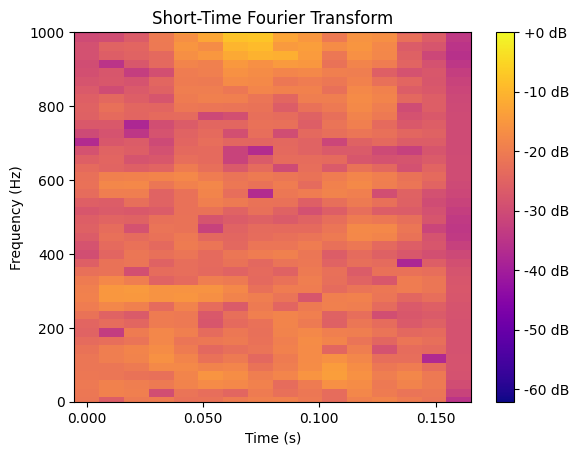 Short-Time Fourier Transform
1000
800
600
400
200
0
Frequency (Hz)
0.000
0.050
0.100
0.150
Time (s)
+0 dB
-10 dB
-20 dB
-30 dB
-40 dB
-50 dB
-60 dB